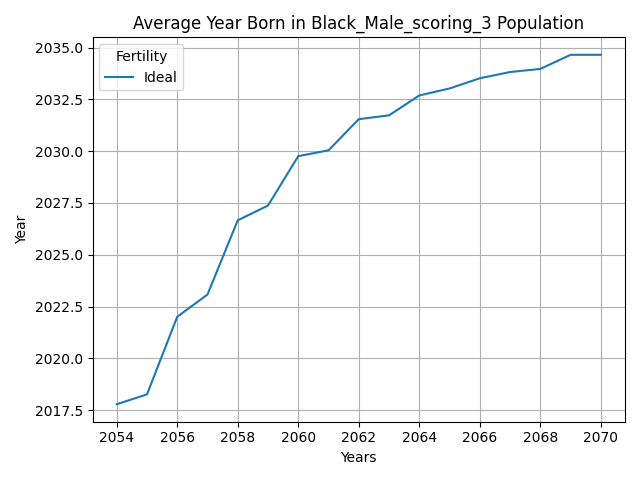 Average Year Born in Black_Male_scoring_3 Population
Fertility
Ideal
Year
2035.0
2032.5
2030.0
2027.5
2025.0
2022.5
2020.0
2017.5
2054 2056 2058 2060 2062 2064 2066 2068 2070
Years